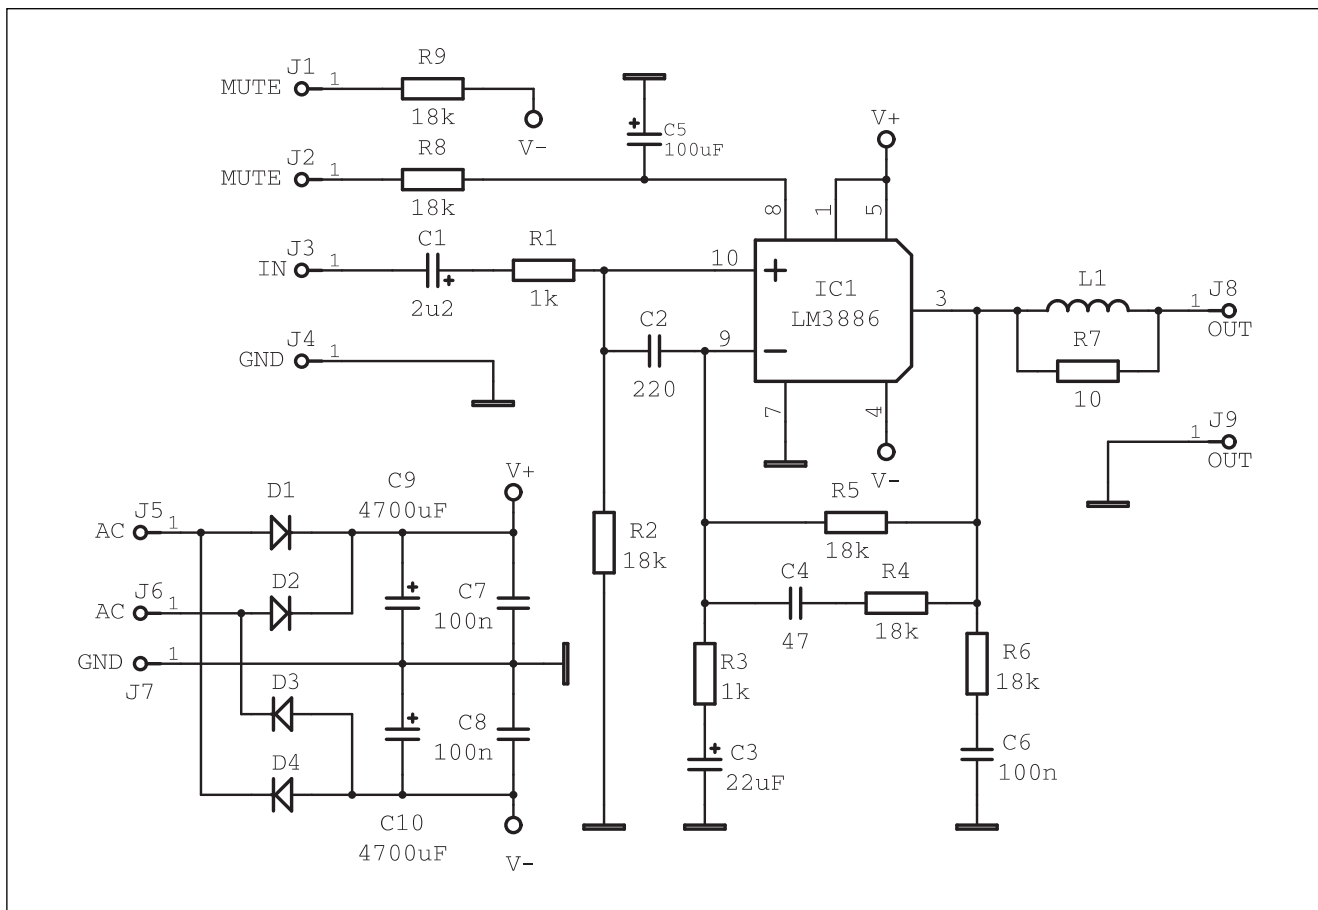 J1
MUTE
1
R9
18k
V-
J2
MUTE
1
R8
18k
+
C5
100uF
V+
8
1
5
J3
IN
1
C1
+
2u2
R1
1k
10
+
IC1
LM3886
3
L1
1
J8
OUT
R7
10
J4
GND
1
C2
220
9
-
7
4
V-
1
J9
OUT
J5
AC
1
D1
C9
4700uF
V+
R2
18k
R5
18k
J6
AC
1
D2
+
C7
100n
C4
47
R4
18k
GND
1
J7
R3
1k
R6
18k
D3
+
C8
100n
D4
+
C3
22uF
C6
100n
C10
4700uF
V-